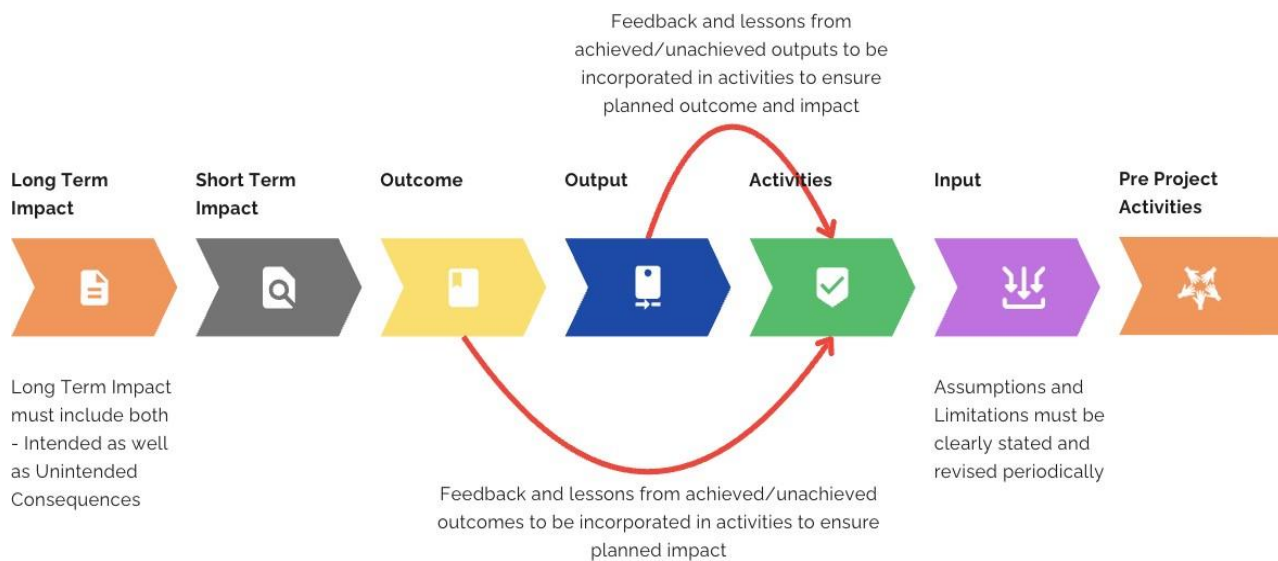 Feedback and lessons from
achieved/unachieved outputs to be
incorporated in activities to ensure
planned outcome and impact
Long Term
Impact
Short Term
Impact
Outcome
Output
Activities
Input
Pre Project
Activities
Long Term Impact
must include both
- Intended as well
as Unintended
Consequences
Assumptions and
Limitations must be
clearly stated and
revised periodically
Feedback and lessons from achieved/unachieved
outcomes to be incorporated in activities to ensure
planned impact